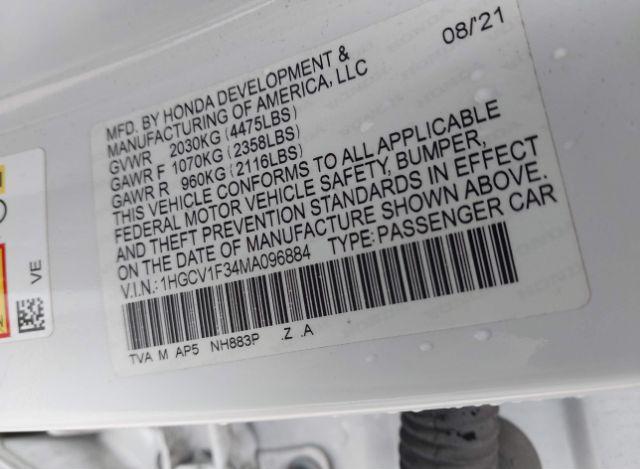 08/'21
MFD. BY HONDA DEVELOPMENT &
MANUFACTURING OF AMERICA, LLC
GVWR 2030KG (4475LBS)
GAWR F 1070KG (2358LBS)
GAWR R 960KG (2116LBS)
THIS VEHICLE CONFORMS TO ALL APPLICABLE
FEDERAL MOTOR VEHICLE SAFETY, BUMPER,
AND THEFT PREVENTION STANDARDS IN EFFECT
ON THE DATE OF MANUFACTURE SHOWN ABOVE.
V.I.N.: 1HGCV1F34MA096884 TYPE: PASSENGER CAR
TVA M AP5 NH883P .Z .A
VE